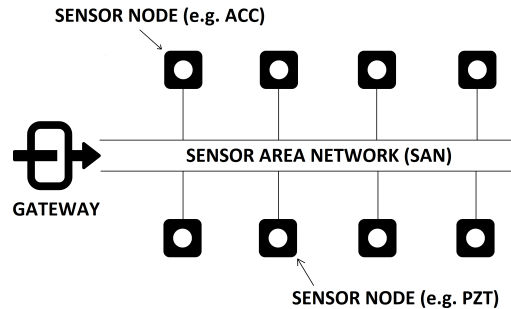 SENSOR NODE (e.g. ACC)
SENSOR AREA NETWORK (SAN)
GATEWAY
SENSOR NODE (e.g. PZT)